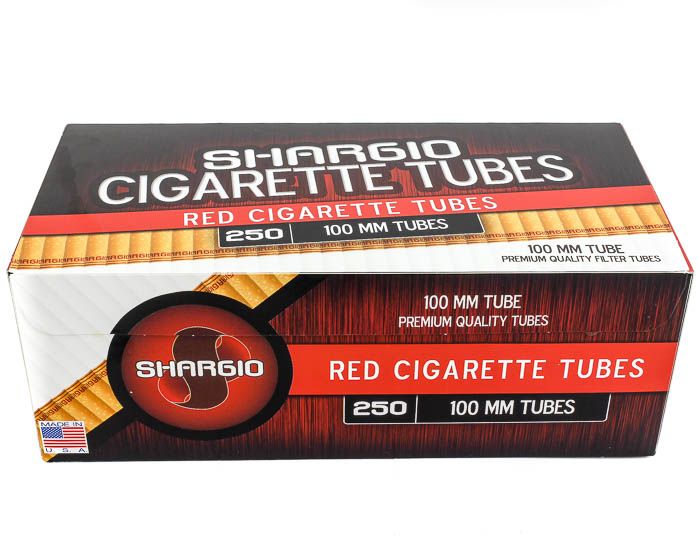 SHARGIO
CIGARETTE TUBES
RED CIGARETTE TUBES
250 100 MM TUBES
100 MM TUBE
PREMIUM QUALITY FILTER TUBES
100 MM TUBE
PREMIUM QUALITY TUBES
SHARGIO
RED CIGARETTE TUBES
250 100 MM TUBES
MADE IN
U.S.A.